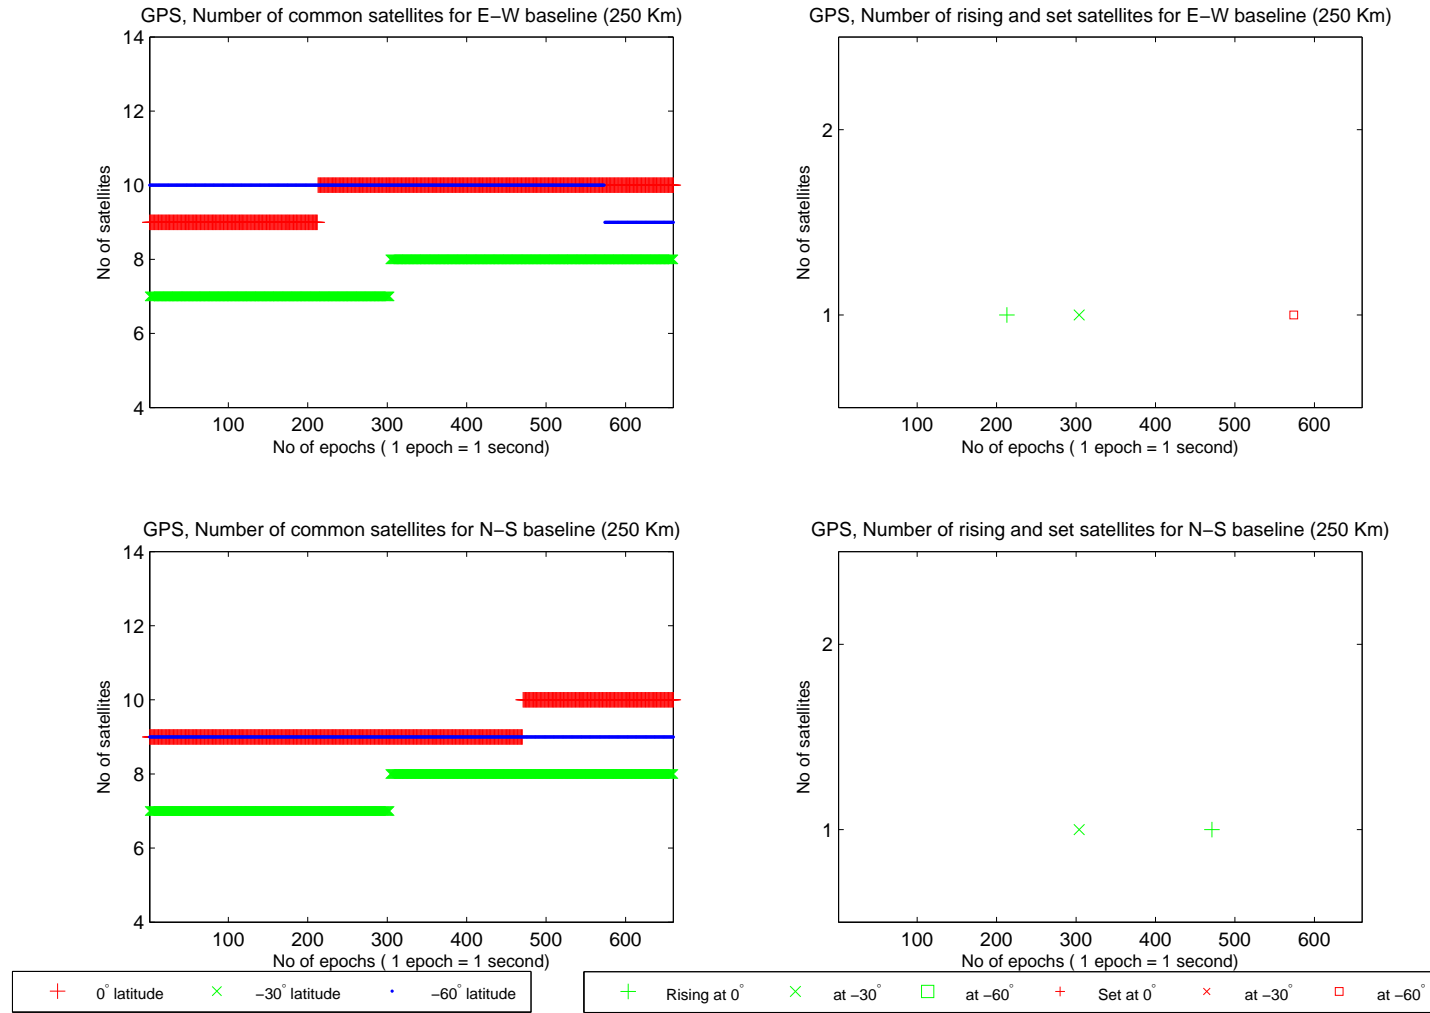 GPS, Number of common satellites for E−W baseline (250 Km)
14
12
10
8
6
4
No of satellites
100 200 300 400 500 600
No of epochs ( 1 epoch = 1 second)
GPS, Number of rising and set satellites for E−W baseline (250 Km)
2
1
No of satellites
100 200 300 400 500 600
No of epochs ( 1 epoch = 1 second)
GPS, Number of common satellites for N−S baseline (250 Km)
14
12
10
8
6
4
No of satellites
100 200 300 400 500 600
No of epochs ( 1 epoch = 1 second)
GPS, Number of rising and set satellites for N−S baseline (250 Km)
2
1
No of satellites
100 200 300 400 500 600
No of epochs ( 1 epoch = 1 second)
0° latitude −30° latitude −60° latitude
Rising at 0° at −30° at −60° Set at 0° at −30° at −60°